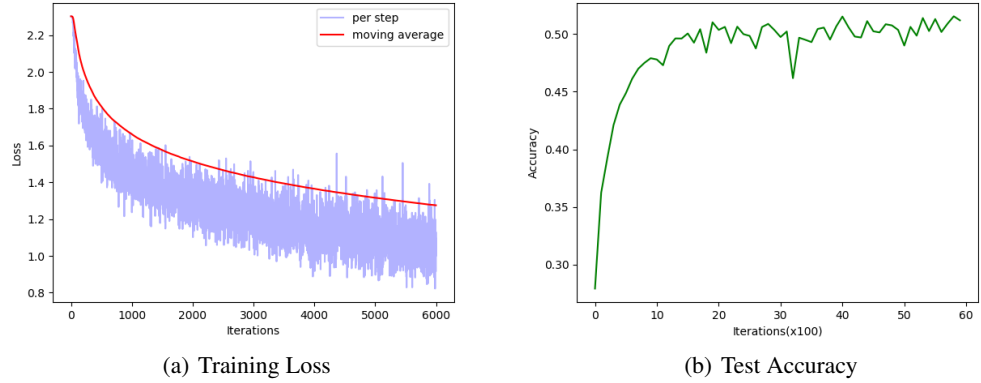 per step
moving average
2.2
2.0
1.8
1.6
1.4
1.2
1.0
0.8
Loss
0 1000 2000 3000 4000 5000 6000
Iterations
(a) Training Loss
0.50
0.45
0.40
0.35
0.30
Accuracy
0 10 20 30 40 50 60
Iterations(x100)
(b) Test Accuracy